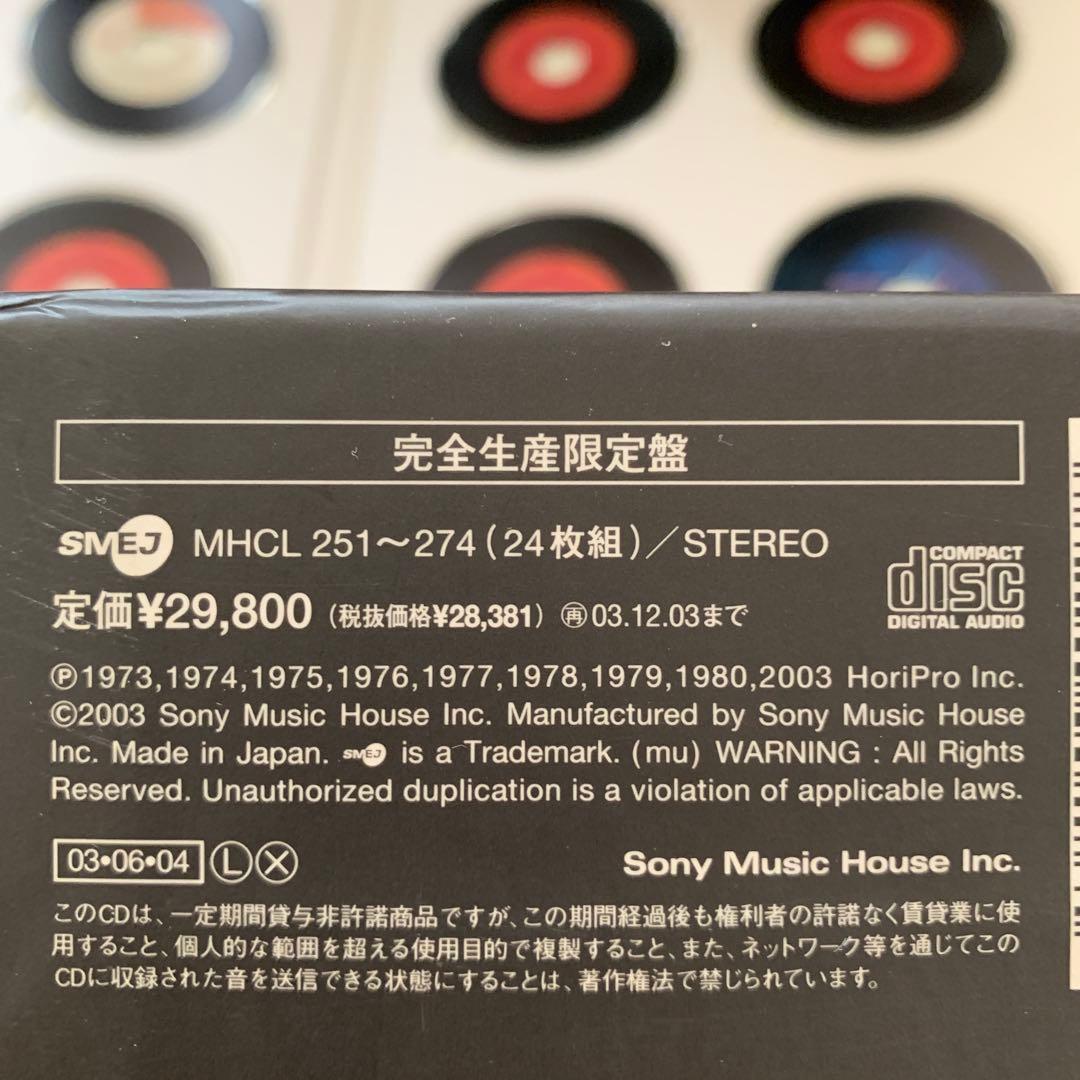 完全生産限定盤
SMEJ MHCL 251〜274(24枚組)/STEREO
COMPACT
disc
DIGITAL AUDIO
定価¥29,800(税抜価格¥28,381)㊢03.12.03まで
Ⓟ1973,1974,1975,1976,1977,1978,1979,1980,2003 HoriPro Inc.
©2003 Sony Music House Inc. Manufactured by Sony Music House
Inc. Made in Japan. SMEJ is a Trademark. (mu) WARNING : All Rights
Reserved. Unauthorized duplication is a violation of applicable laws.
03•06•04 Ⓛ Ⓧ
Sony Music House Inc.
このCDは、一定期間貸与非許諾商品ですが、この期間経過後も権利者の許諾なく賃貸業に使
用すること、個人的な範囲を超える使用目的で複製すること、また、ネットワーク等を通じてこの
CDに収録された音を送信できる状態にすることは、著作権法で禁じられています。